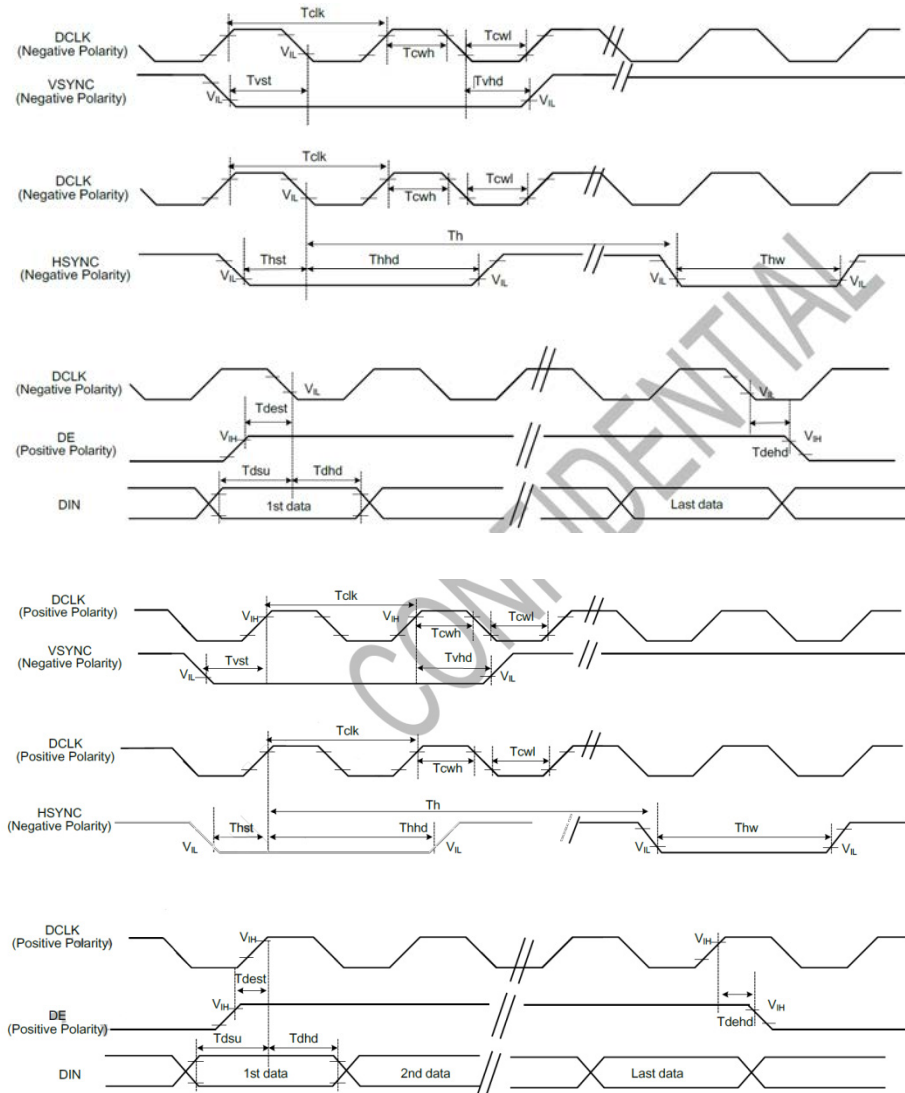 Tclk
DCLK
(Negative Polarity)
VIL
Tcwh
Tcwl
VSYNC
(Negative Polarity)
VIL
Tvst
Tvhd
VIL
Tclk
DCLK
(Negative Polarity)
VIL
Tcwh
Tcwl
Th
HSYNC
(Negative Polarity)
VIL
Thst
Thhd
VIL
VIL
Thw
VIL
DCLK
(Negative Polarity)
VIL
VIL
Tdest
DE
(Positive Polarity)
VIH
VIH
Tdehd
Tdsu
Tdhd
DIN
1st data
Last data
CONFIDENTIAL
Tclk
DCLK
(Positive Polarity)
VIH
VIH
Tcwh
Tcwl
VSYNC
(Negative Polarity)
VIL
Tvst
Tvhd
VIL
Tclk
DCLK
(Positive Polarity)
Tcwh
Tcwl
Th
HSYNC
(Negative Polarity)
VIL
Thst
Thhd
VIL
VIL
Thw
VIL
DCLK
(Positive Polarity)
VIH
VIH
Tdest
DE
(Positive Polarity)
VIH
VIH
Tdehd
Tdsu
Tdhd
DIN
1st data
2nd data
Last data